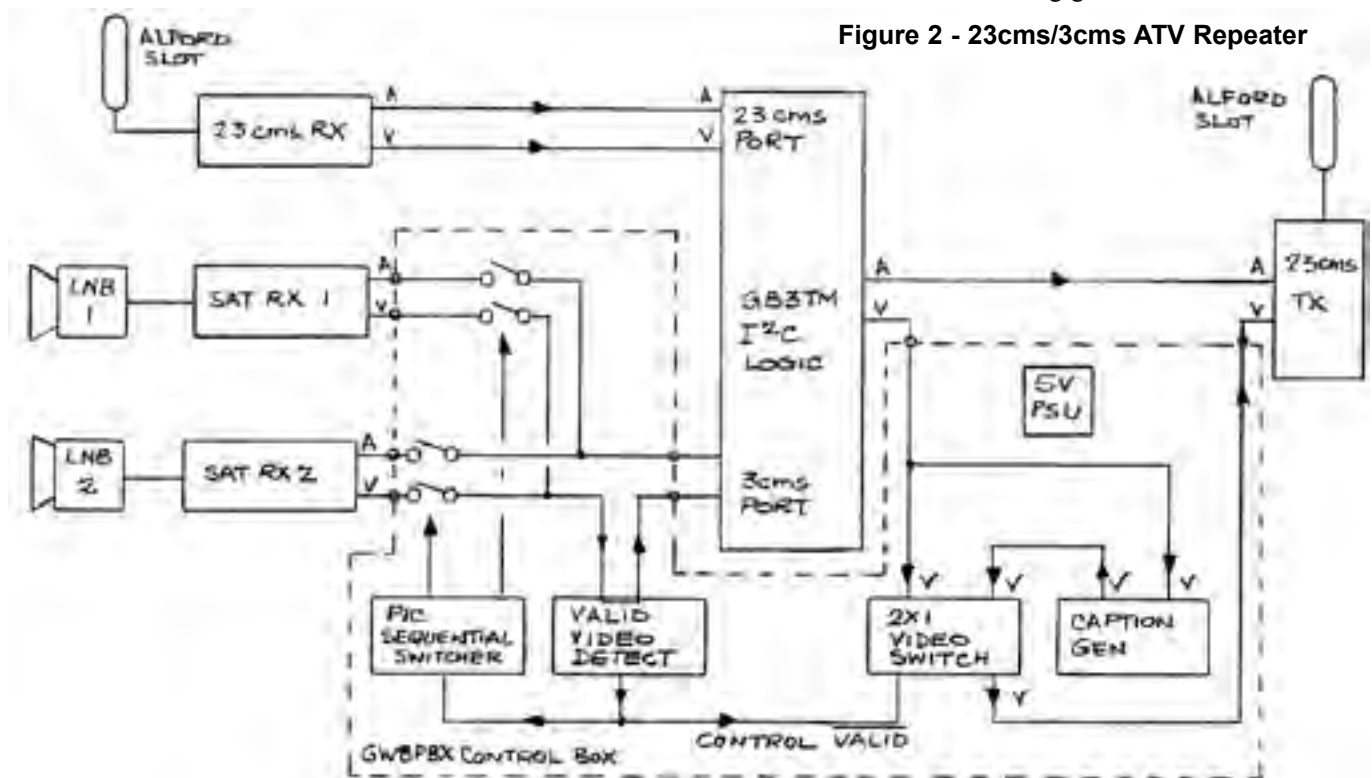 Figure 2 - 23cms/3cms ATV Repeater
ALFORD
SLOT
ALFORD
SLOT
23cms RX
A
V
A
V
23cms
PORT
LNB
1
SAT RX 1
A
V
GB3TM
I²C
LOGIC
A
V
A
V
23cms
TX
5V
PSU
LNB
2
SAT RX 2
A
V
3cms
PORT
V
V
V
V
PIC
SEQUENTIAL
SWITCHER
VALID
VIDEO
DETECT
2X1
VIDEO
SWITCH
CAPTION
GEN
V
CONTROL VALID
GW8PBX CONTROL BOX